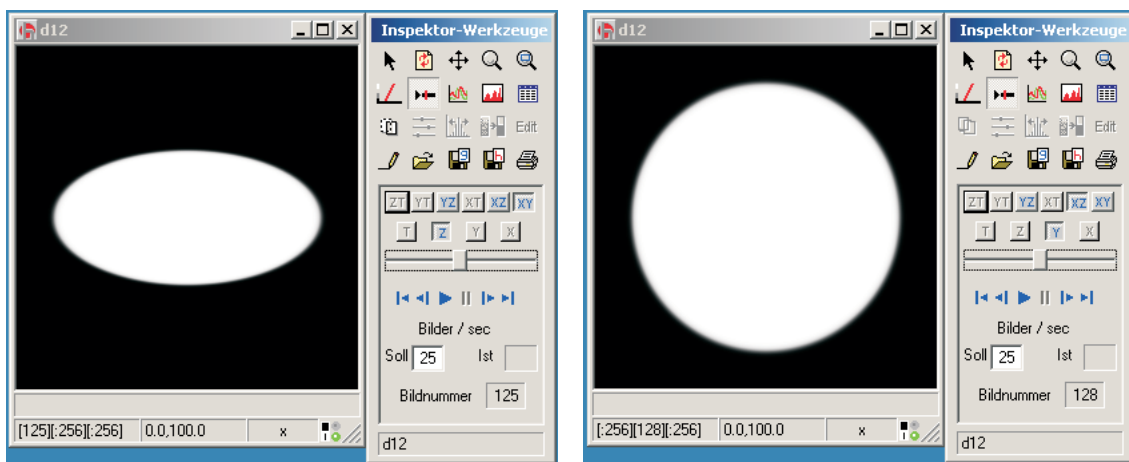 d12
Inspektor-Werkzeuge
Edit
ZT YT YZ XT XZ XY
T Z Y X
Bilder / sec
Soll 25 Ist
Bildnummer 125
[125][:256][:256] 0.0,100.0 x
d12
d12
Inspektor-Werkzeuge
Edit
ZT YT YZ XT XZ XY
T Z Y X
Bilder / sec
Soll 25 Ist
Bildnummer 128
[:256][128][:256] 0.0,100.0 x
d12